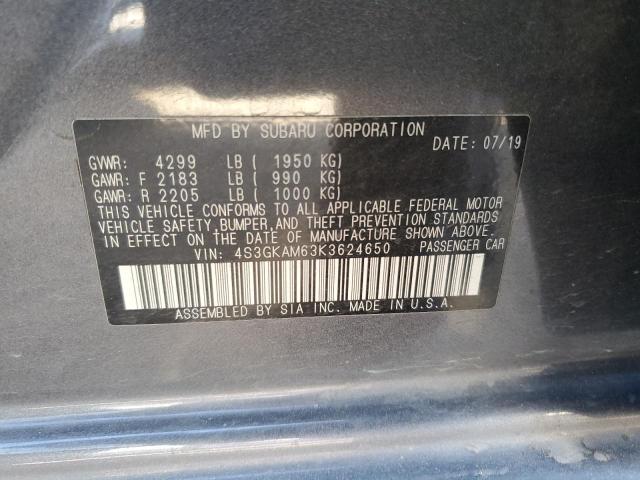 MFD BY SUBARU CORPORATION
DATE: 07/19
GVWR: 4299 LB ( 1950 KG)
GAWR: F 2183 LB ( 990 KG)
GAWR: R 2205 LB ( 1000 KG)
THIS VEHICLE CONFORMS TO ALL APPLICABLE FEDERAL MOTOR
VEHICLE SAFETY, BUMPER, AND THEFT PREVENTION STANDARDS
IN EFFECT ON THE DATE OF MANUFACTURE SHOWN ABOVE.
VIN: 4S3GKAM63K3624650 PASSENGER CAR
ASSEMBLED BY SIA INC. MADE IN U.S.A.